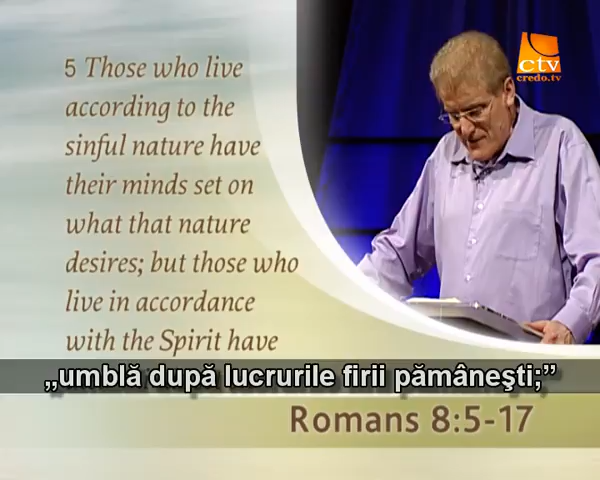 5 Those who live
according to the
sinful nature have
their minds set on
what that nature
desires; but those who
live in accordance
with the Spirit have
„umblă după lucrurile firii pământeşti;”
Romans 8:5-17
ctv
credo.tv